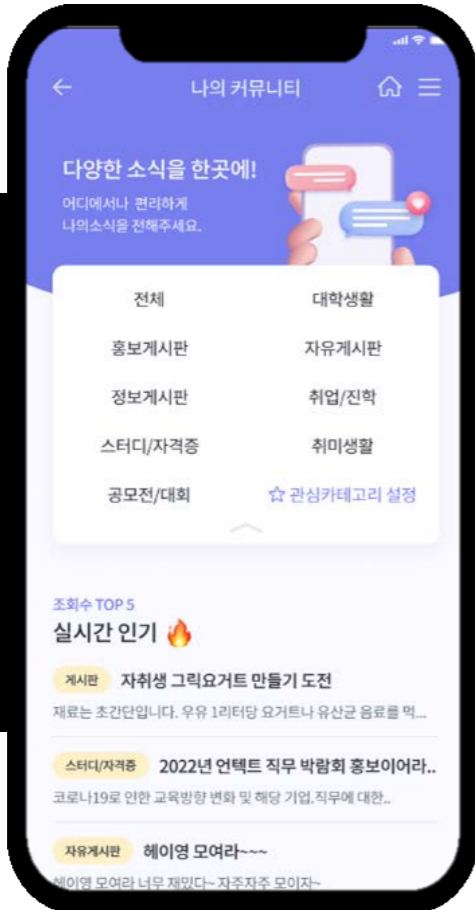 나의 커뮤니티
다양한 소식을 한곳에!
어디에서나 편리하게
나의소식을 전해주세요.
전체 대학생활
홍보게시판 자유게시판
정보게시판 취업/진학
스터디/자격증 취미생활
공모전/대회 ☆ 관심카테고리 설정
조회수 TOP 5
실시간 인기
게시판 자취생 그릭요거트 만들기 도전
재료는 초간단입니다. 우유 1리터당 요거트나 유산균 음료를 먹...
스터디/자격증 2022년 언텍트 직무 박람회 홍보이어라..
코로나19로 인한 교육방향 변화 및 해당 기업.직무에 대한..
자유게시판 헤이영 모여라~~~
헤이영 모여라 너무 재밌다~ 자주자주 모이자~